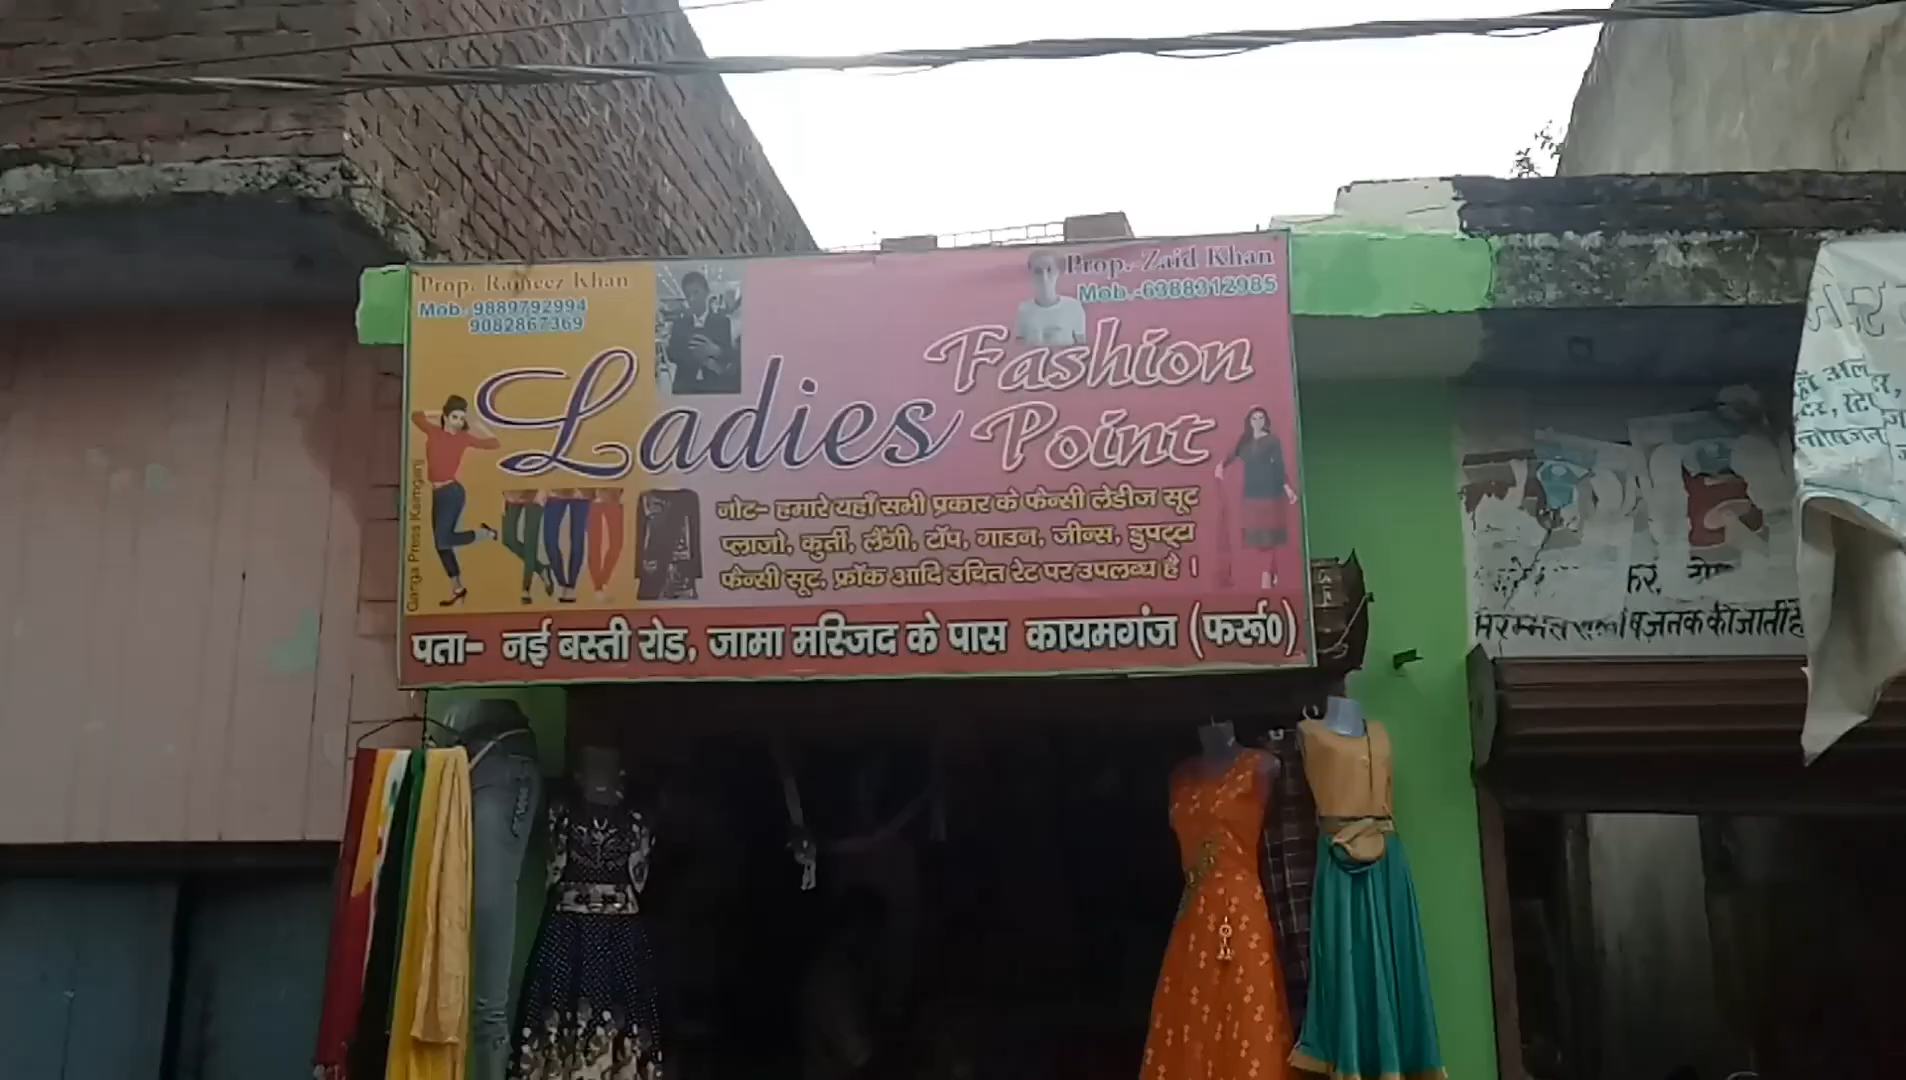 Prop. Rameez Khan
Mob.-9889792994
9082867369
Prop. Zaid Khan
Mob.-6388312985
Ladies Fashion Point
नोट- हमारे यहाँ सभी प्रकार के फेन्सी लेडीज सूट
प्लाजो, कुर्ती, लैंगी, टॉप, गाउन, जीन्स, डुपट्टा
फेन्सी सूट, फ्रॉक आदि उचित रेट पर उपलब्ध है ।
Ganga Press Kaimganj
पता- नई बस्ती रोड, जामा मस्जिद के पास कायमगंज (फर्रू0)
की जाती है